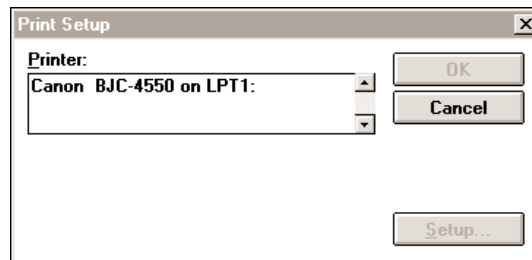 Print Setup
Printer:
Canon BJC-4550 on LPT1:
OK
Cancel
Setup...